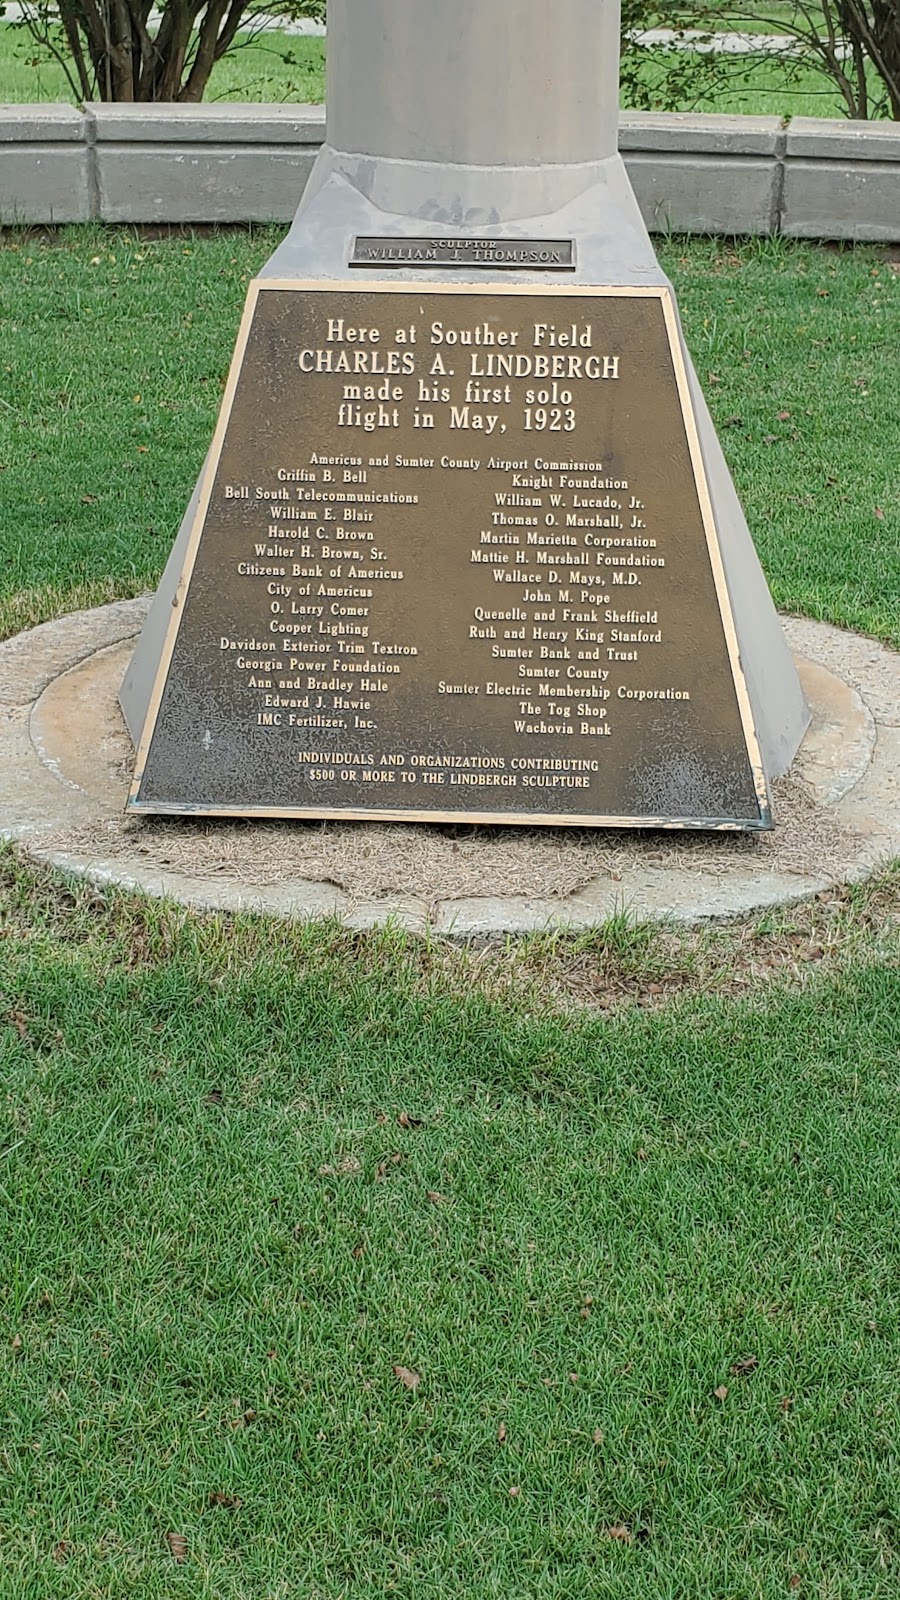 SCULPTOR
WILLIAM J. THOMPSON
Here at Souther Field
CHARLES A. LINDBERGH
made his first solo
flight in May, 1923
Americus and Sumter County Airport Commission
Griffin B. Bell
Bell South Telecommunications
William E. Blair
Harold C. Brown
Walter H. Brown, Sr.
Citizens Bank of Americus
City of Americus
O. Larry Comer
Cooper Lighting
Davidson Exterior Trim Textron
Georgia Power Foundation
Ann and Bradley Hale
Edward J. Hawie
IMC Fertilizer, Inc.
Knight Foundation
William W. Lucado, Jr.
Thomas O. Marshall, Jr.
Martin Marietta Corporation
Mattie H. Marshall Foundation
Wallace D. Mays, M.D.
John M. Pope
Quenelle and Frank Sheffield
Ruth and Henry King Stanford
Sumter Bank and Trust
Sumter County
Sumter Electric Membership Corporation
The Tog Shop
Wachovia Bank
INDIVIDUALS AND ORGANIZATIONS CONTRIBUTING
$500 OR MORE TO THE LINDBERGH SCULPTURE